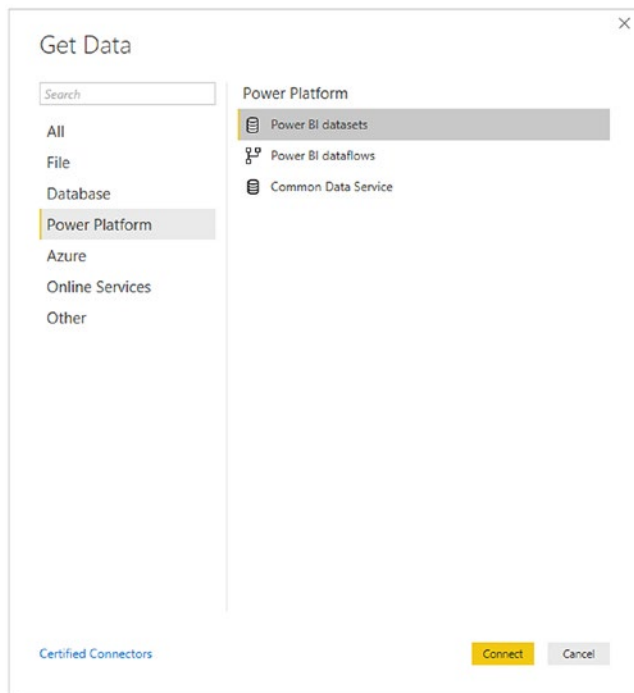 Get Data
Search
All
File
Database
Power Platform
Azure
Online Services
Other
Power Platform
Power BI datasets
Power BI dataflows
Common Data Service
Certified Connectors
Connect
Cancel